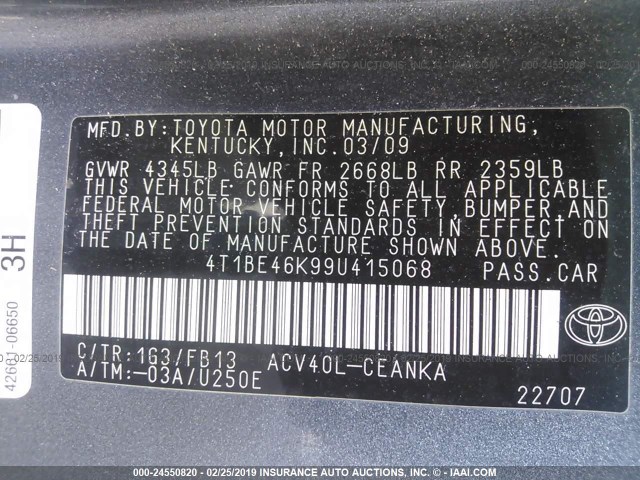 MFD. BY: TOYOTA MOTOR MANUFACTURING,
KENTUCKY, INC. 03/09
GVWR 4345LB GAWR FR 2668LB RR 2359LB
THIS VEHICLE CONFORMS TO ALL APPLICABLE
FEDERAL MOTOR VEHICLE SAFETY, BUMPER, AND
THEFT PREVENTION STANDARDS IN EFFECT ON
THE DATE OF MANUFACTURE SHOWN ABOVE.
4T1BE46K99U415068 PASS. CAR
C/TR: 1G3/FB13 ACV40L-CEANKA
A/TM: -03A/U250E
22707
3H
-06650
000-24550820 - 02/25/2019 INSURANCE AUTO AUCTIONS INC. © - IAAI.COM